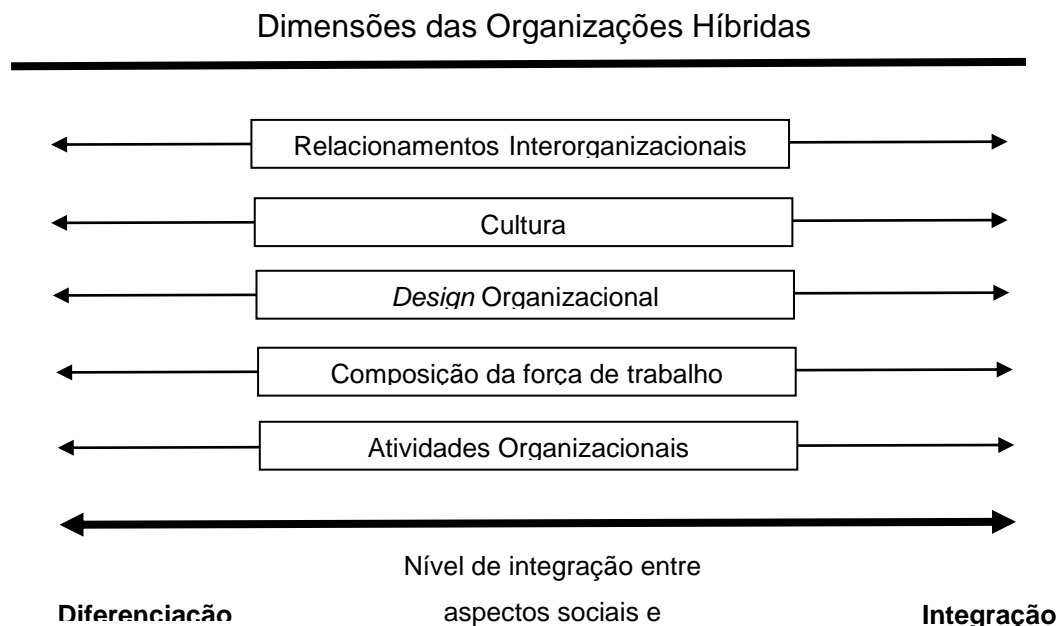 Dimensões das Organizações Híbridas
Relacionamentos Interorganizacionais
Cultura
Design Organizacional
Composição da força de trabalho
Atividades Organizacionais
Nível de integração entre
aspectos sociais e
Diferenciação
Integração